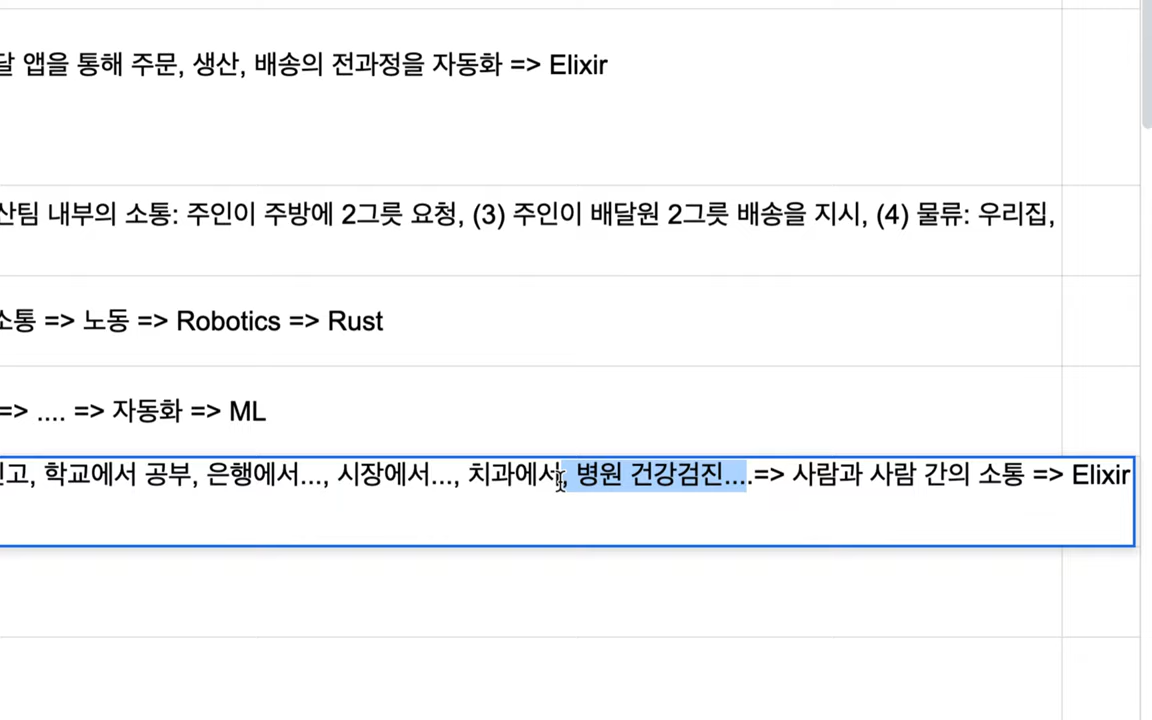 달 앱을 통해 주문, 생산, 배송의 전과정을 자동화 => Elixir
산팀 내부의 소통: 주인이 주방에 2그릇 요청, (3) 주인이 배달원 2그릇 배송을 지시, (4) 물류: 우리집,
소통 => 노동 => Robotics => Rust
=> .... => 자동화 => ML
고, 학교에서 공부, 은행에서..., 시장에서..., 치과에서, 병원 건강검진....=> 사람과 사람 간의 소통 => Elixir